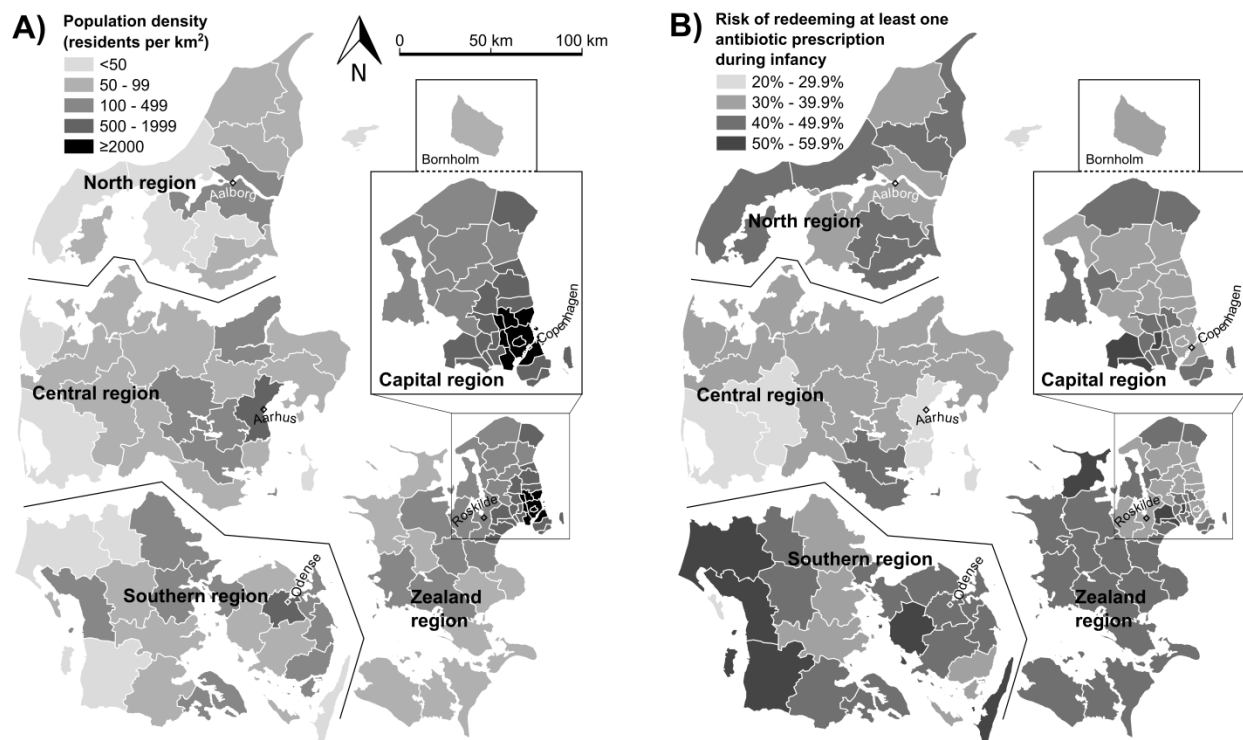 A)
Population density
(residents per km²)
<50
50 - 99
100 - 499
500 - 1999
≥2000
N
0 50 km 100 km
Bornholm
North region
Aalborg
Copenhagen
Capital region
Central region
Aarhus
Roskilde
Odense
Southern region
Zealand
region
B)
Risk of redeeming at least one
antibiotic prescription
during infancy
20% - 29.9%
30% - 39.9%
40% - 49.9%
50% - 59.9%
Bornholm
Aalborg
North region
Copenhagen
Capital region
Central region
Aarhus
Roskilde
Southern region
Odense
Zealand
region